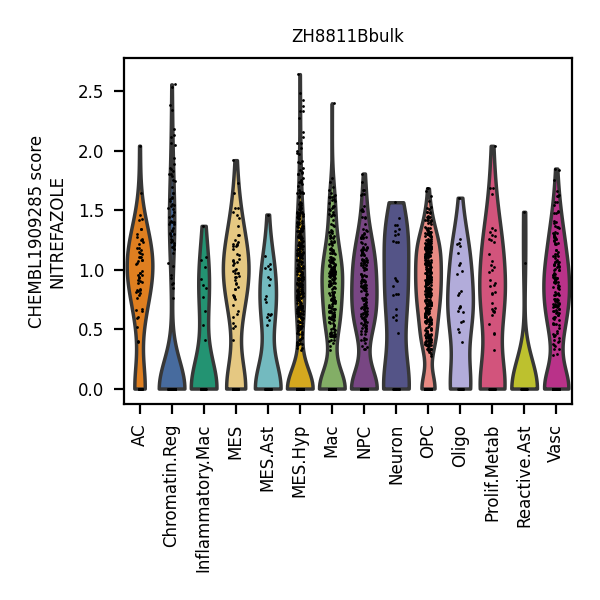 ZH8811Bbulk
CHEMBL1909285 score
NITREFAZOLE
2.5
2.0
1.5
1.0
0.5
0.0
AC
Chromatin.Reg
Inflammatory.Mac
MES
MES.Ast
MES.Hyp
Mac
NPC
Neuron
OPC
Oligo
Prolif.Metab
Reactive.Ast
Vasc